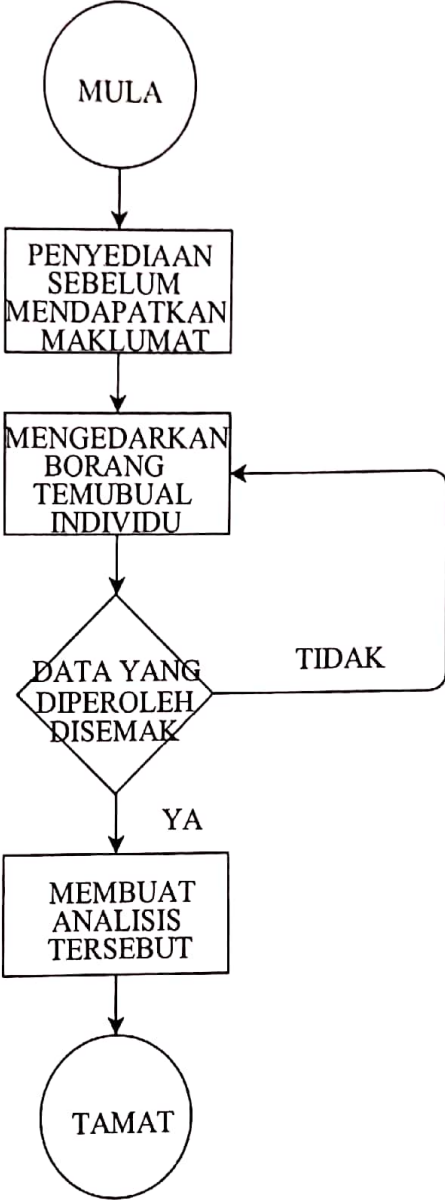 MULA
PENYEDIAAN
SEBELUM
MENDAPATKAN
MAKLUMAT
MENGEDARKAN
BORANG
TEMUBUAL
INDIVIDU
DATA YANG
DIPEROLEH
DISEMAK
TIDAK
YA
MEMBUAT
ANALISIS
TERSEBUT
TAMAT